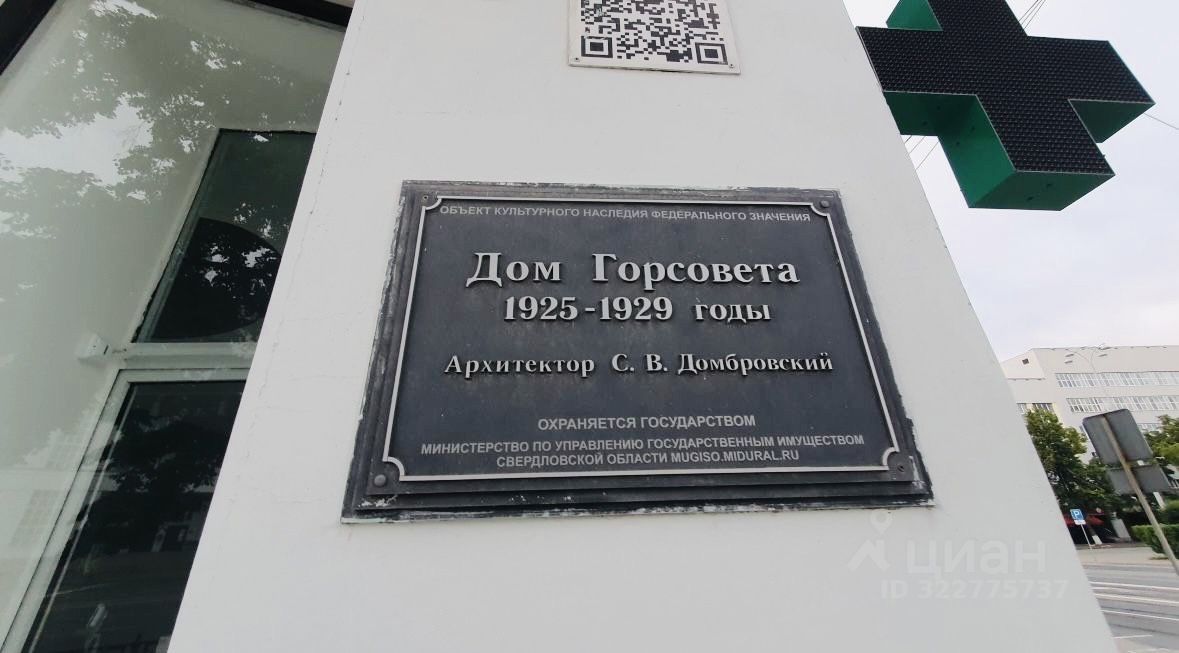 ОБЪЕКТ КУЛЬТУРНОГО НАСЛЕДИЯ ФЕДЕРАЛЬНОГО ЗНАЧЕНИЯ
Дом Горсовета
1925-1929 годы
Архитектор С. В. Домбровский
ОХРАНЯЕТСЯ ГОСУДАРСТВОМ
МИНИСТЕРСТВО ПО УПРАВЛЕНИЮ ГОСУДАРСТВЕННЫМ ИМУЩЕСТВОМ
СВЕРДЛОВСКОЙ ОБЛАСТИ MUGISO.MIDURAL.RU
циан
ID 322775737
P